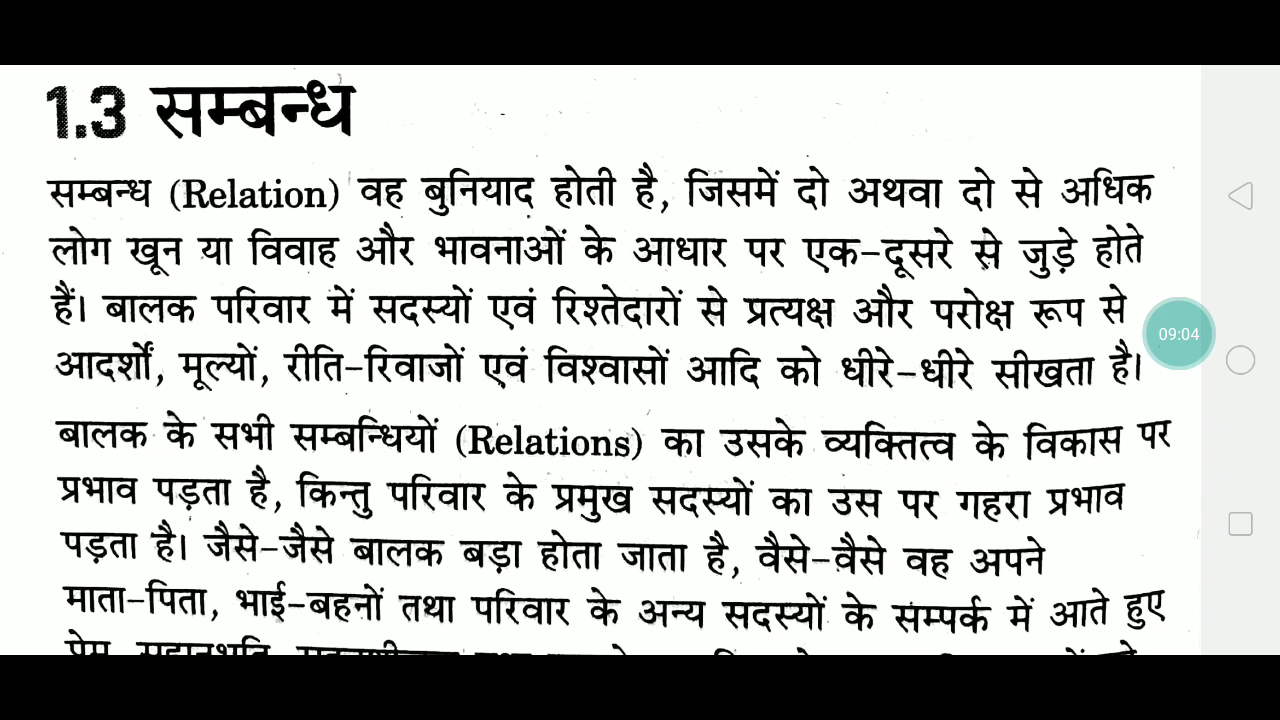 1.3 सम्बन्ध
सम्बन्ध (Relation) वह बुनियाद होती है, जिसमें दो अथवा दो से अधिक
लोग खून या विवाह और भावनाओं के आधार पर एक-दूसरे से जुड़े होते
हैं। बालक परिवार में सदस्यों एवं रिश्तेदारों से प्रत्यक्ष और परोक्ष रूप से
09:04
आदर्शों, मूल्यों, रीति-रिवाजों एवं विश्वासों आदि को धीरे-धीरे सीखता है।
बालक के सभी सम्बन्धियों (Relations) का उसके व्यक्तित्व के विकास पर
प्रभाव पड़ता है, किन्तु परिवार के प्रमुख सदस्यों का उस पर गहरा प्रभाव
पड़ता है। जैसे-जैसे बालक बड़ा होता जाता है, वैसे-वैसे वह अपने
माता-पिता, भाई-बहनों तथा परिवार के अन्य सदस्यों के सम्पर्क में आते हुए